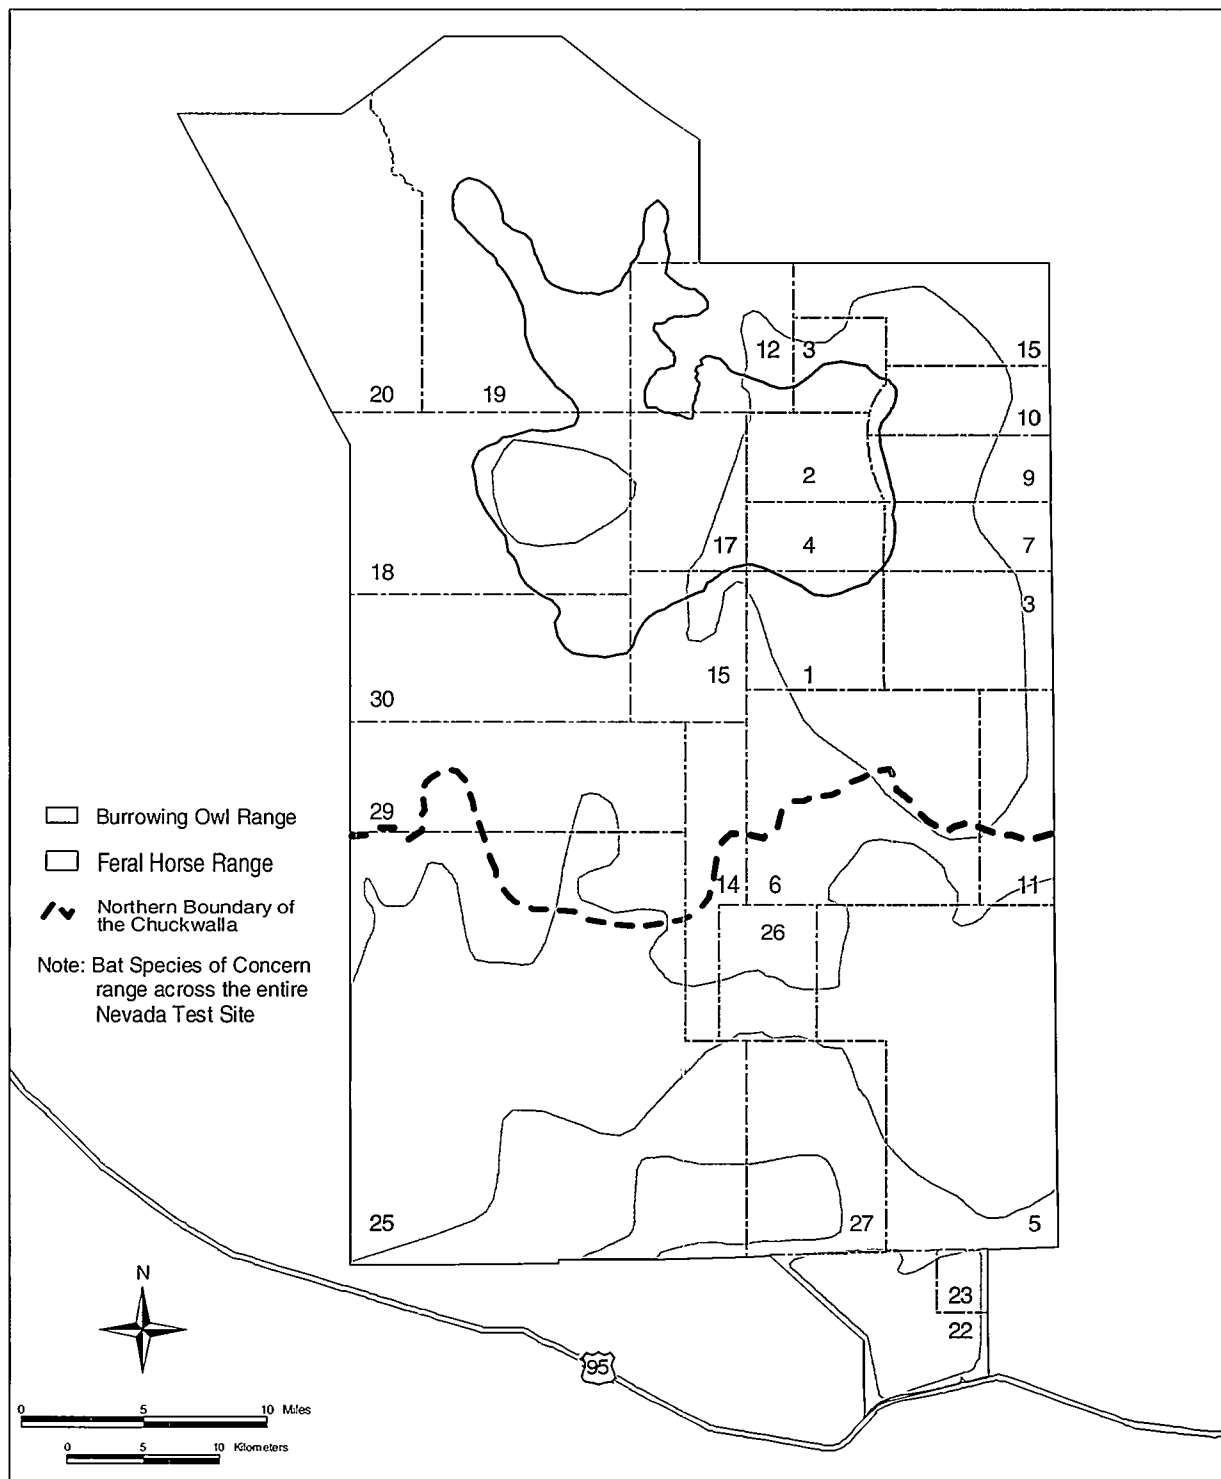 12
3
15
20
19
10
2
9
17
4
7
18
3
15
1
30
29
14
6
11
26
25
27
5
23
22
Burrowing Owl Range
Feral Horse Range
Northern Boundary of
the Chuckwalla
Note: Bat Species of Concern
range across the entire
Nevada Test Site
N
95
0 5 10 Miles
0 5 10 Kilometers